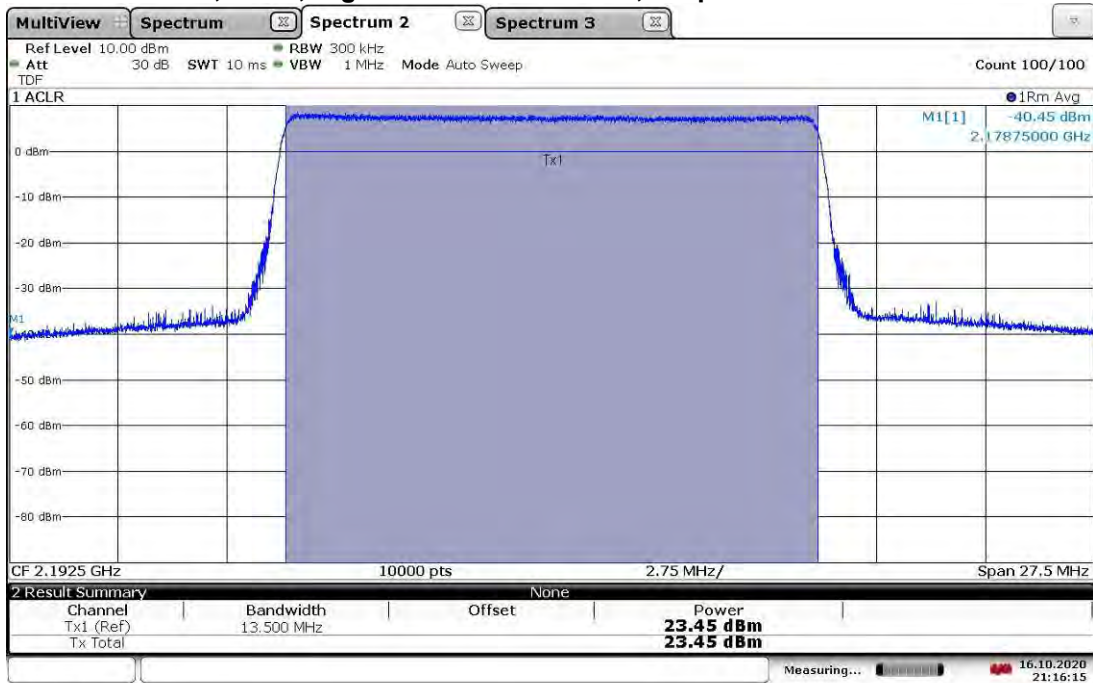 MultiView Spectrum Spectrum 2 Spectrum 3
Ref Level 10.00 dBm RBW 300 kHz
Att 30 dB SWT 10 ms VBW 1 MHz Mode Auto Sweep Count 100/100
TDF
1 ACLR 1Rm Avg
M1[1] -40.45 dBm
2.17875000 GHz
0 dBm
Tx1
-10 dBm
-20 dBm
-30 dBm
M1
-50 dBm
-60 dBm
-70 dBm
-80 dBm
CF 2.1925 GHz 10000 pts 2.75 MHz/ Span 27.5 MHz
2 Result Summary None
Channel Bandwidth Offset Power
Tx1 (Ref) 13.500 MHz 23.45 dBm
Tx Total 23.45 dBm
Measuring... 16.10.2020
21:16:15